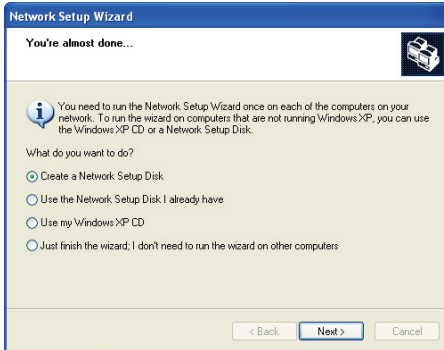 Network Setup Wizard
You're almost done...
You need to run the Network Setup Wizard once on each of the computers on your
network. To run the wizard on computers that are not running Windows XP, you can use
the Windows XP CD or a Network Setup Disk.
What do you want to do?
Create a Network Setup Disk
Use the Network Setup Disk I already have
Use my Windows XP CD
Just finish the wizard; I don't need to run the wizard on other computers
< Back Next > Cancel